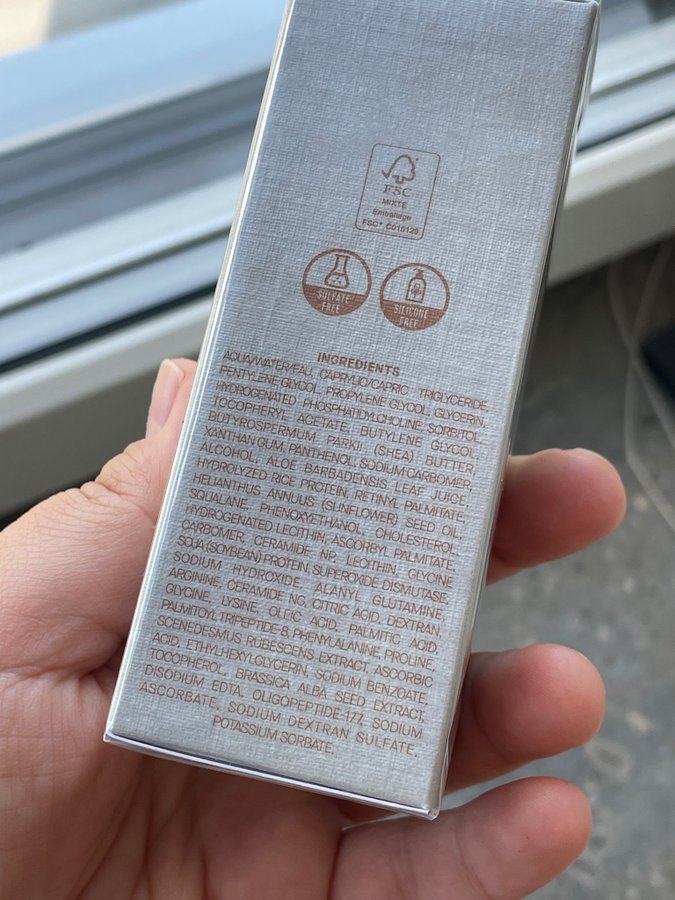 FSC
MIXTE
Emballage
FSC® C016129
SULFATE
FREE
SILICONE
FREE
INGREDIENTS
AQUA/WATER/EAU, CAPRYLIC/CAPRIC TRIGLYCERIDE,
PENTYLENE GLYCOL, PROPYLENE GLYCOL, GLYCERIN,
HYDROGENATED PHOSPHATIDYLCHOLINE, SORBITOL,
TOCOPHERYL ACETATE, BUTYLENE GLYCOL,
BUTYROSPERMUM PARKII (SHEA) BUTTER,
XANTHAN GUM, PANTHENOL, SODIUM CARBOMER,
ALCOHOL, ALOE BARBADENSIS LEAF JUICE,
HYDROLYZED RICE PROTEIN, RETINYL PALMITATE,
HELIANTHUS ANNUUS (SUNFLOWER) SEED OIL,
SQUALANE, PHENOXYETHANOL, CHOLESTEROL,
HYDROGENATED LECITHIN, ASCORBYL PALMITATE,
CARBOMER, CERAMIDE NP, LECITHIN, GLYCINE
SOJA (SOYBEAN) PROTEIN, SUPEROXIDE DISMUTASE,
SODIUM HYDROXIDE, ALANYL GLUTAMINE,
ARGININE, CERAMIDE NG, CITRIC ACID, DEXTRAN,
GLYCINE, LYSINE, OLEIC ACID, PALMITIC ACID,
PALMITOYL TRIPEPTIDE 8, PHENYLALANINE, PROLINE,
SCENEDESMUS RUBESCENS EXTRACT, ASCORBIC
ACID, ETHYLHEXYLGLYCERIN, SODIUM BENZOATE,
TOCOPHEROL, BRASSICA ALBA SEED EXTRACT,
DISODIUM EDTA, OLIGOPEPTIDE-177, SODIUM
ASCORBATE, SODIUM DEXTRAN SULFATE,
POTASSIUM SORBATE.